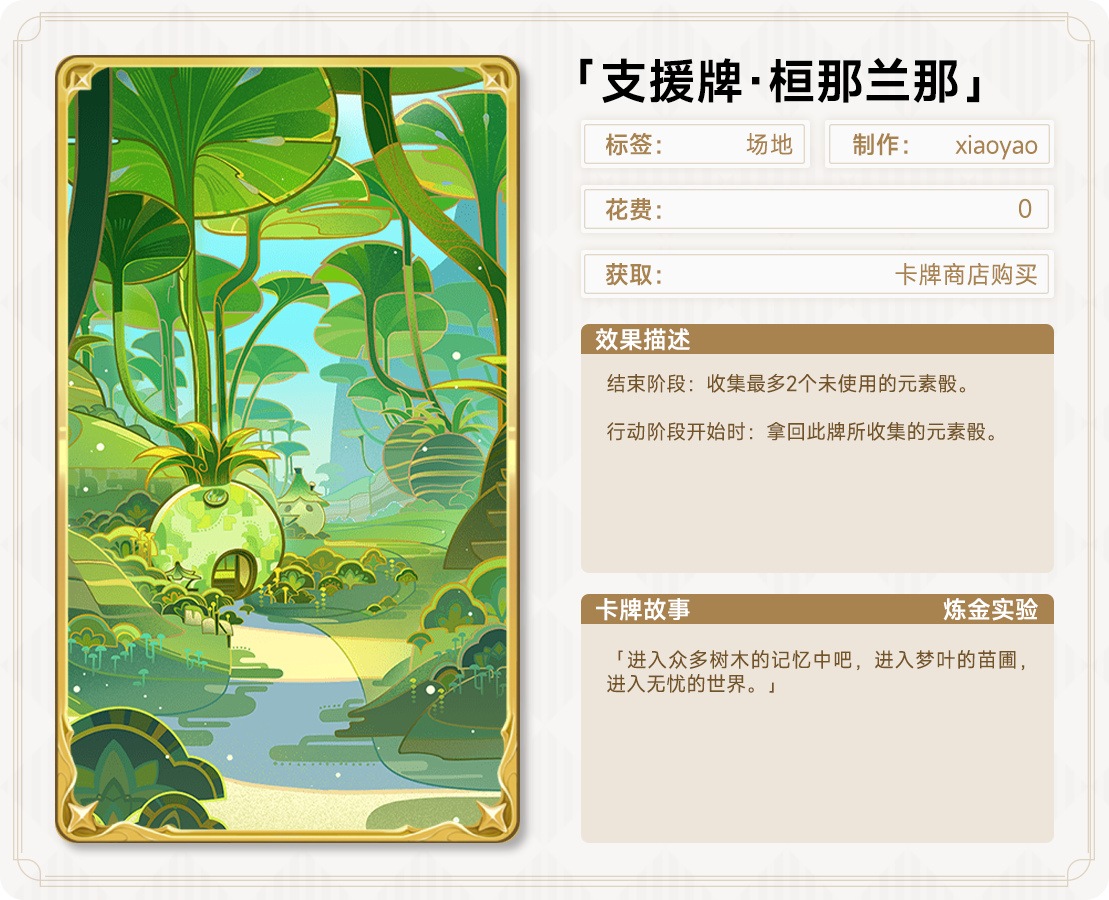 「支援牌·桓那兰那」
标签： 场地 制作： xiaoyao
花费： 0
获取： 卡牌商店购买
效果描述
结束阶段：收集最多2个未使用的元素骰。
行动阶段开始时：拿回此牌所收集的元素骰。
卡牌故事 炼金实验
「进入众多树木的记忆中吧，进入梦叶的苗圃，
进入无忧的世界。」